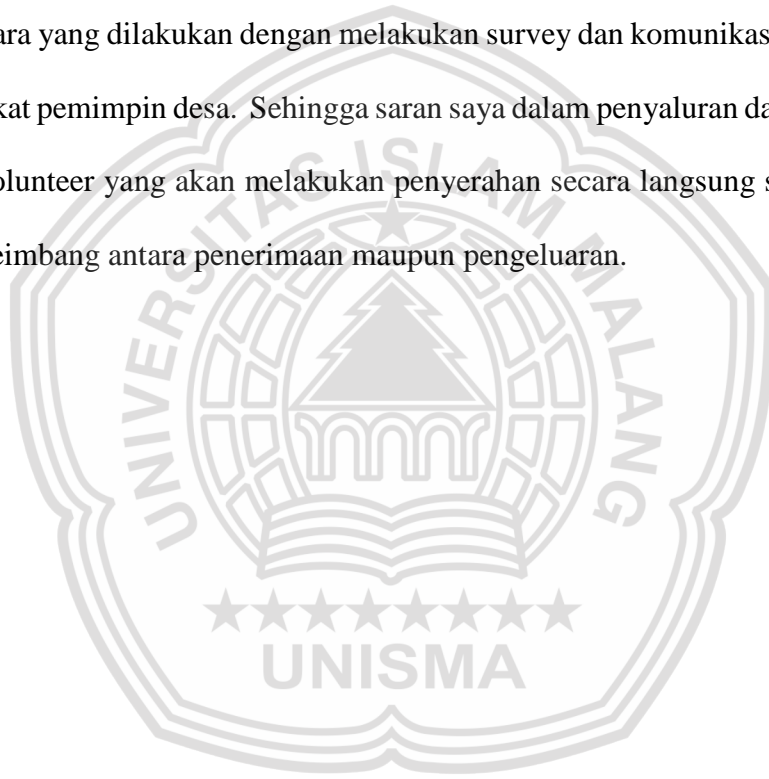 ara yang dilakukan dengan melakukan survey dan komunikas
kat pemimpin desa. Sehingga saran saya dalam penyaluran da
olunteer yang akan melakukan penyerahan secara langsung s
eimbang antara penerimaan maupun pengeluaran.
UNIVERSITAS ISLAM MALANG
UNISMA